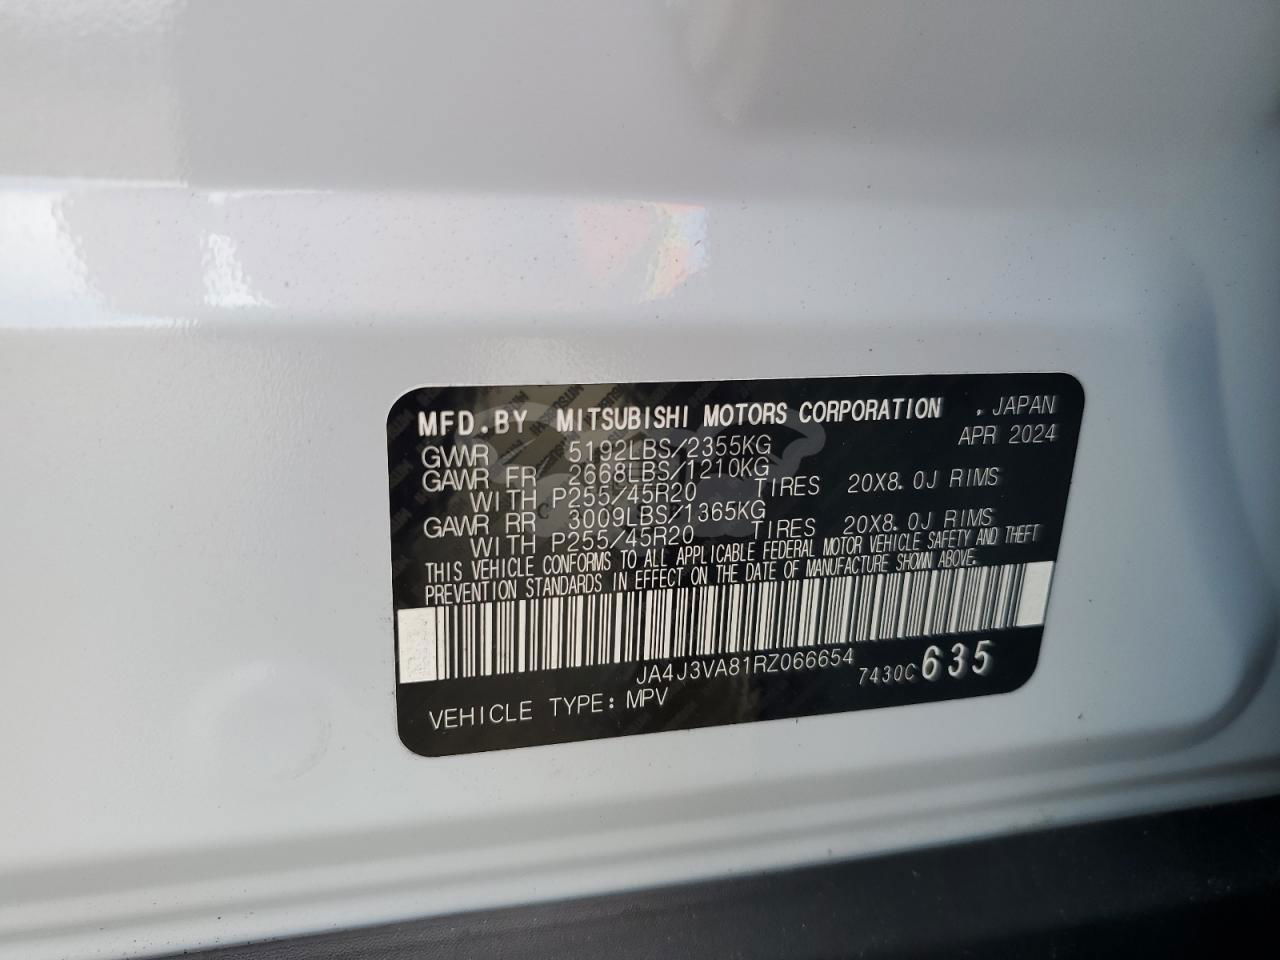 MFD. BY MITSUBISHI MOTORS CORPORATION . JAPAN
APR 2024
GVWR 5192LBS/2355KG
GAWR FR 2668LBS/1210KG
WITH P255/45R20 TIRES 20X8.0J RIMS
GAWR RR 3009LBS/1365KG
WITH P255/45R20 TIRES 20X8.0J RIMS
THIS VEHICLE CONFORMS TO ALL APPLICABLE FEDERAL MOTOR VEHICLE SAFETY AND THEFT
PREVENTION STANDARDS IN EFFECT ON THE DATE OF MANUFACTURE SHOWN ABOVE.
JA4J3VA81RZ066654
7430C 635
VEHICLE TYPE: MPV